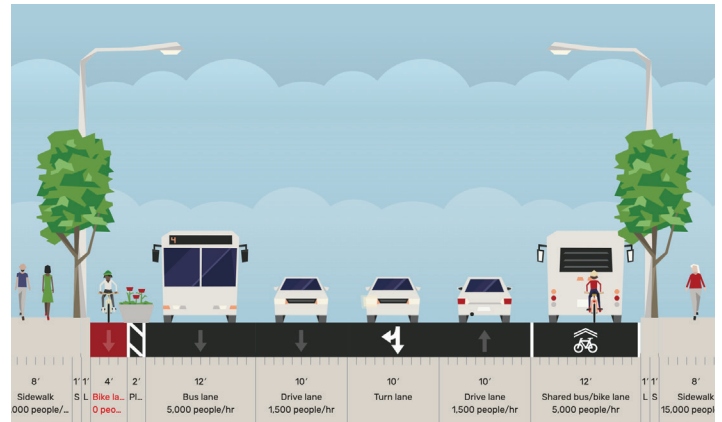 4
8′ 1′ 1′ 4′ 2′ 12′ 10′ 10′ 10′ 12′ 1′ 1′ 8′
Sidewalk S L Bike la... Pl... Bus lane Drive lane Turn lane Drive lane Shared bus/bike lane L S Sidewalk
,000 people/... 0 peo... 5,000 people/hr 1,500 people/hr 1,500 people/hr 5,000 people/hr 15,000 people/